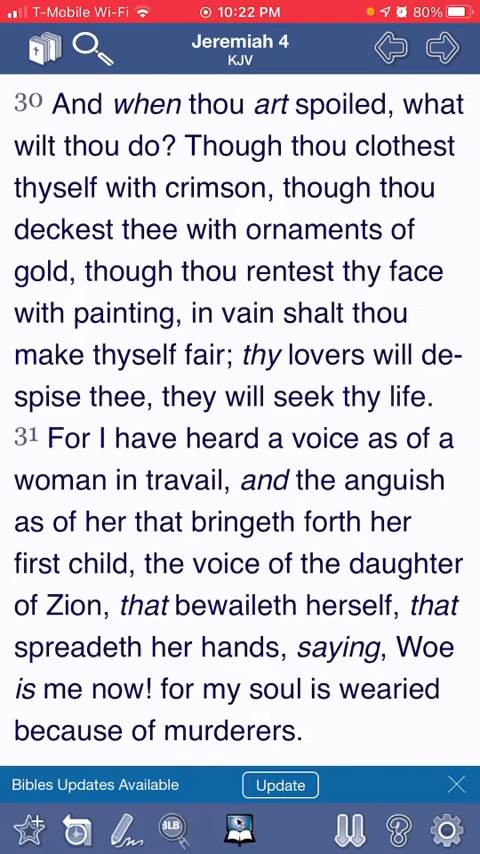 T-Mobile Wi-Fi 10:22 PM 80%
Jeremiah 4
KJV
30 And when thou art spoiled, what
wilt thou do? Though thou clothest
thyself with crimson, though thou
deckest thee with ornaments of
gold, though thou rentest thy face
with painting, in vain shalt thou
make thyself fair; thy lovers will de-
spise thee, they will seek thy life.
31 For I have heard a voice as of a
woman in travail, and the anguish
as of her that bringeth forth her
first child, the voice of the daughter
of Zion, that bewaileth herself, that
spreadeth her hands, saying, Woe
is me now! for my soul is wearied
because of murderers.
Bibles Updates Available Update
BLB